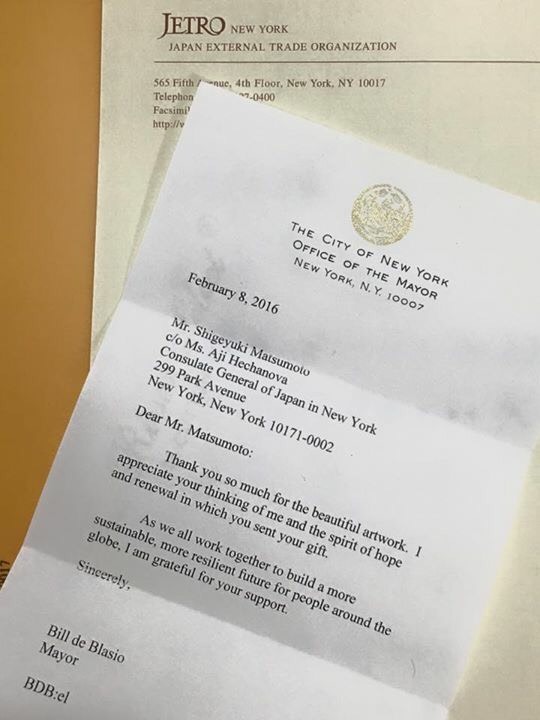 JETRO NEW YORK
JAPAN EXTERNAL TRADE ORGANIZATION
565 Fifth nue, 4th Floor, New York, NY 10017
Telephon 7-0400
Facsimil
http://w
THE CITY OF NEW YORK
OFFICE OF THE MAYOR
NEW YORK, N.Y. 10007
February 8, 2016
Mr. Shigeyuki Matsumoto
c/o Ms. Aji Hechanova
Consulate General of Japan in New York
299 Park Avenue
New York, New York 10171-0002
Dear Mr. Matsumoto:
Thank you so much for the beautiful artwork. I
appreciate your thinking of me and the spirit of hope
and renewal in which you sent your gift.
As we all work together to build a more
sustainable, more resilient future for people around the
globe, I am grateful for your support.
Sincerely,
Bill de Blasio
Mayor
BDB:el